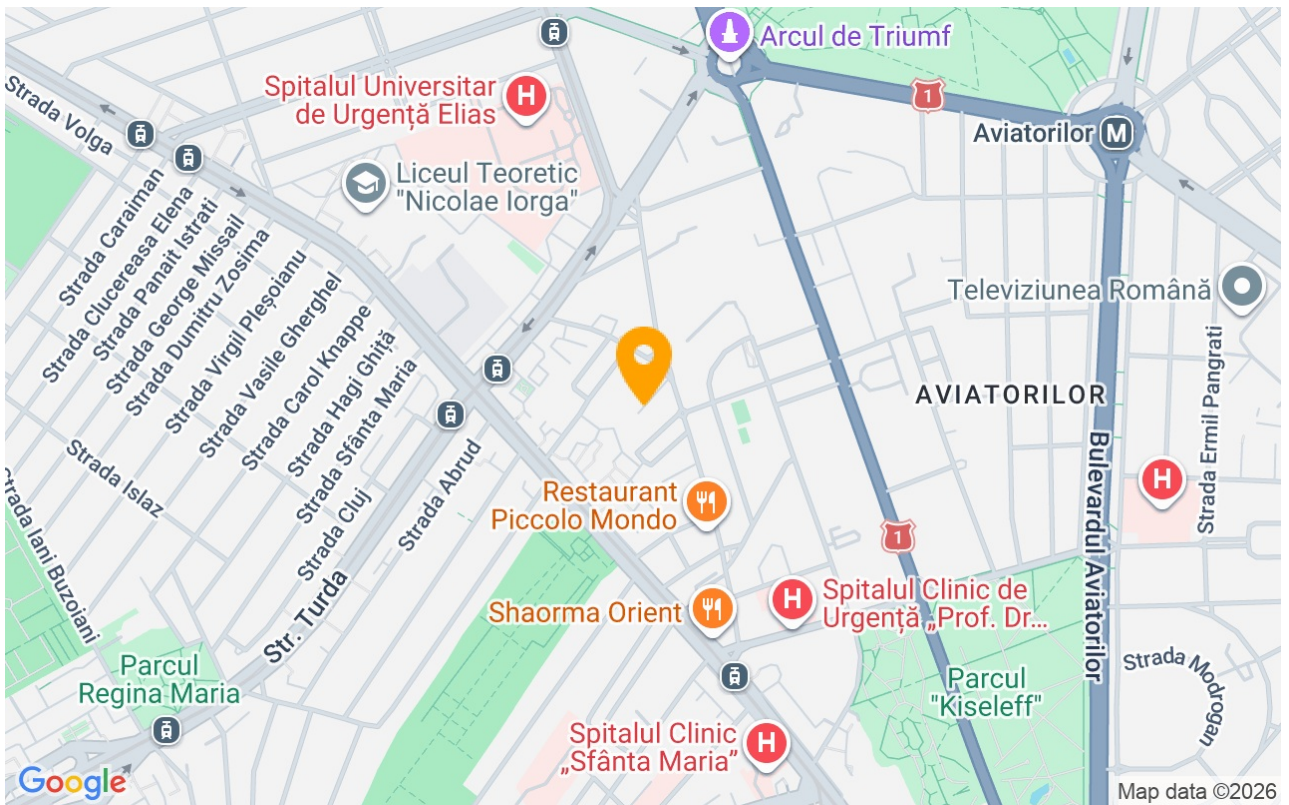 Arcul de Triumf
Spitalul Universitar
de Urgență Elias
H
1
Strada Volga
Aviatorilor
M
Liceul Teoretic
"Nicolae Iorga"
Strada Caraiman
Strada Clucereasa Elena
Strada Panait Istrati
Strada George Missail
Strada Dumitru Zosima
Strada Virgil Pleșoianu
Strada Vasile Gherghel
Strada Carol Knappe
Strada Hagi Ghiță
Strada Sfânta Maria
Strada Cluj
Strada Abrud
Televiziunea Română
AVIATORILOR
Strada Ermil Pangrati
Bulevardul Aviatorilor
H
Strada Islaz
Strada Iani Buzoiani
Str. Turda
Restaurant
Piccolo Mondo
1
Shaorma Orient
H
Spitalul Clinic de
Urgență „Prof. Dr...
Parcul
Regina Maria
Parcul
"Kiseleff"
Strada Modrogan
Spitalul Clinic
„Sfânta Maria”
H
Google
Map data ©2026